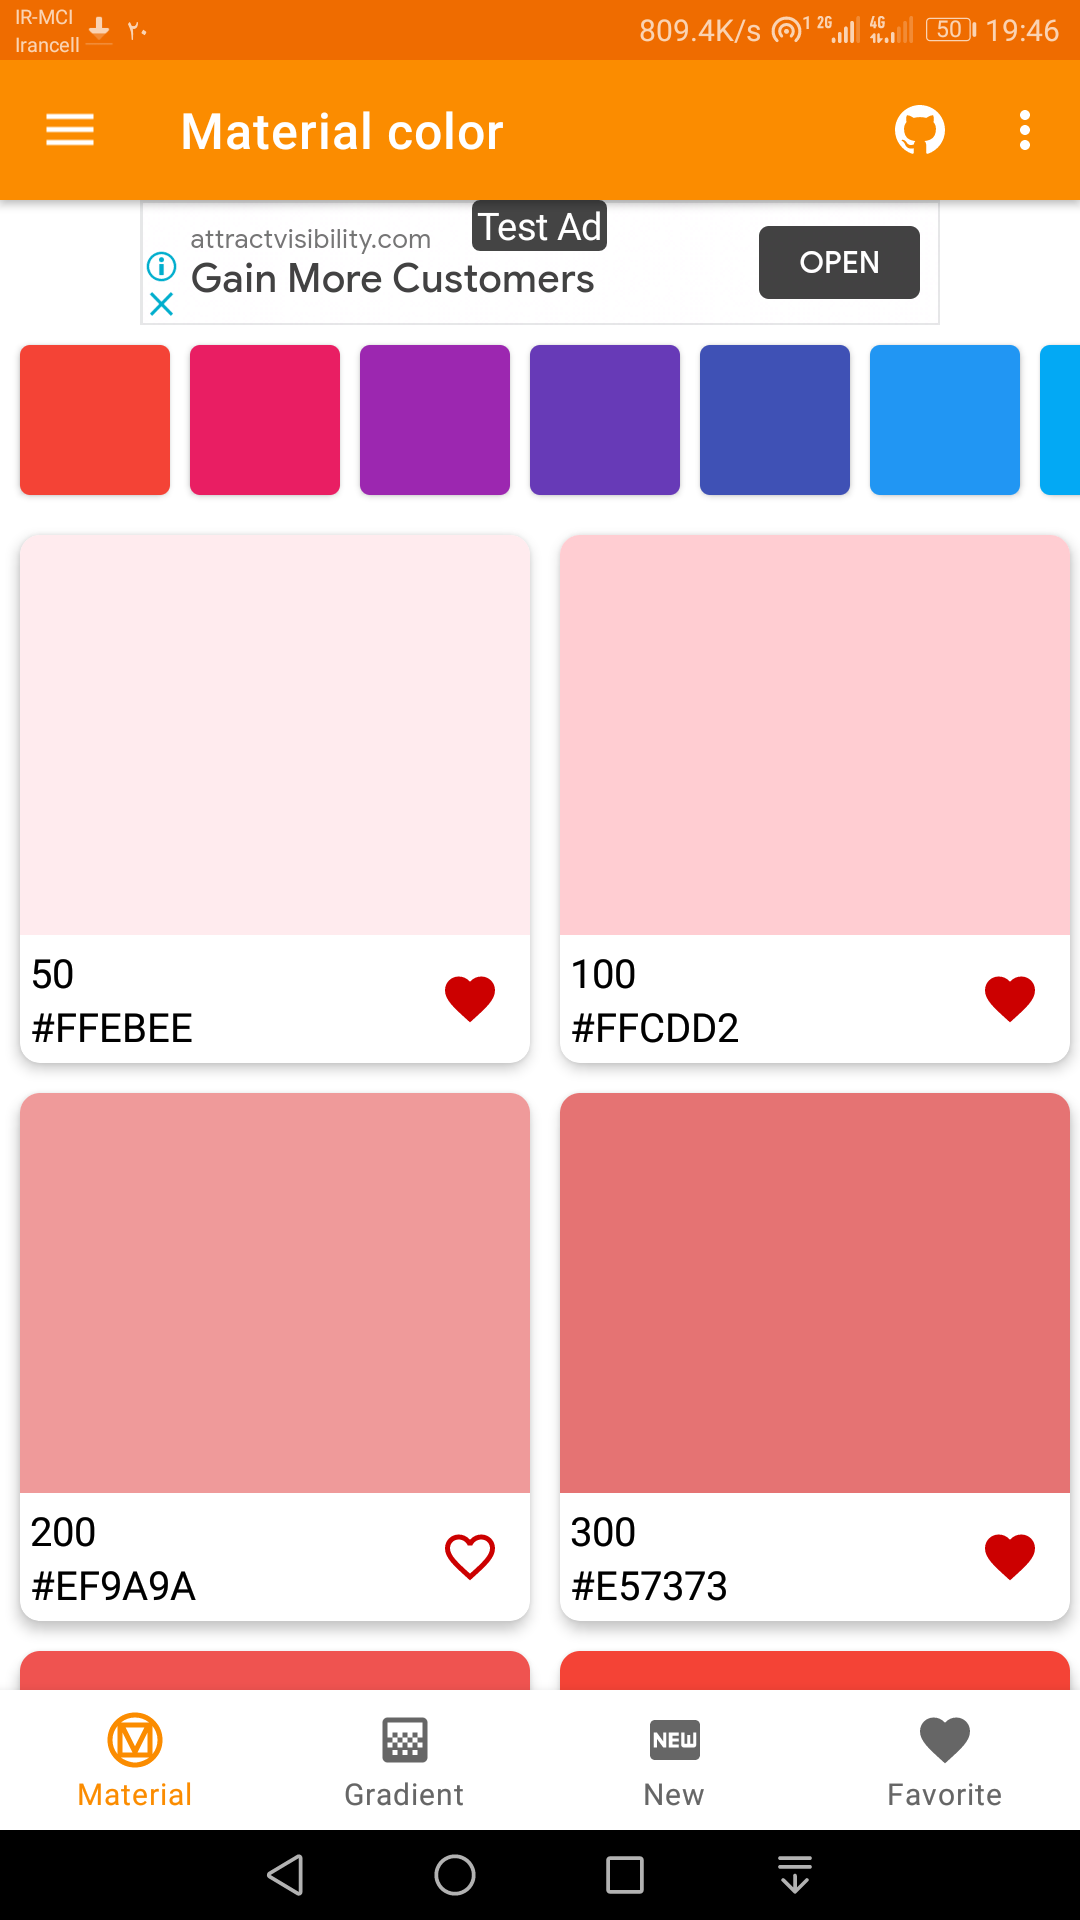 IR-MCI
Irancell
۲۰
809.4K/s 1 2G 4G 50 19:46
Material color
Test Ad
attractvisibility.com
Gain More Customers
OPEN
50
#FFEBEE
100
#FFCDD2
200
#EF9A9A
300
#E57373
NEW
Material
Gradient
New
Favorite